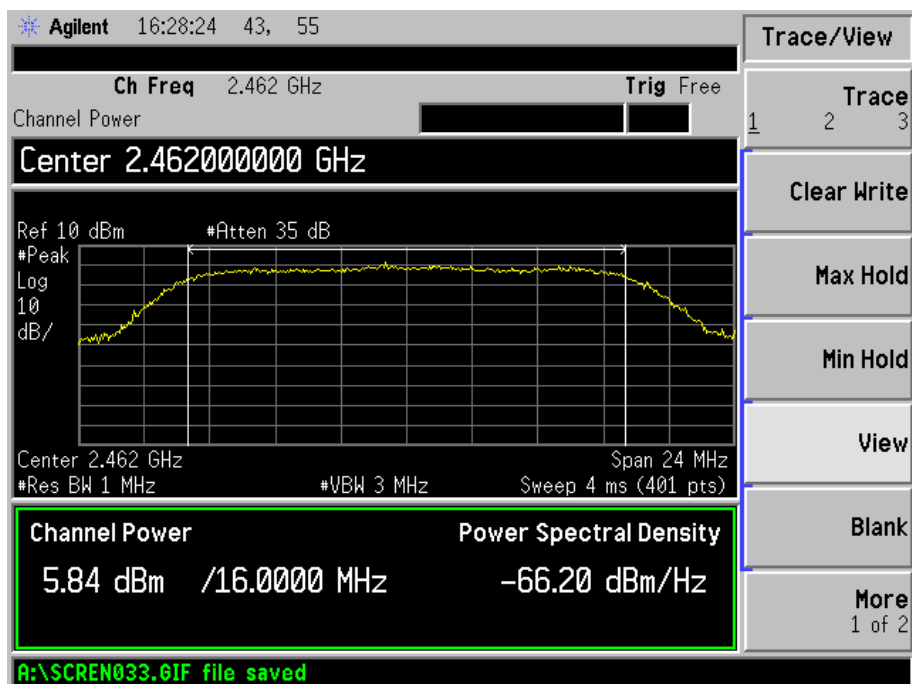 Agilent 16:28:24 43, 55
Trace/View
Ch Freq 2.462 GHz Trig Free
Channel Power
Center 2.462000000 GHz
Ref 10 dBm #Atten 35 dB
#Peak
Log
10
dB/
Center 2.462 GHz Span 24 MHz
#Res BW 1 MHz #VBW 3 MHz Sweep 4 ms (401 pts)
Channel Power Power Spectral Density
5.84 dBm /16.0000 MHz -66.20 dBm/Hz
A:\SCREN033.GIF file saved
Trace
1 2 3
Clear Write
Max Hold
Min Hold
View
Blank
More
1 of 2